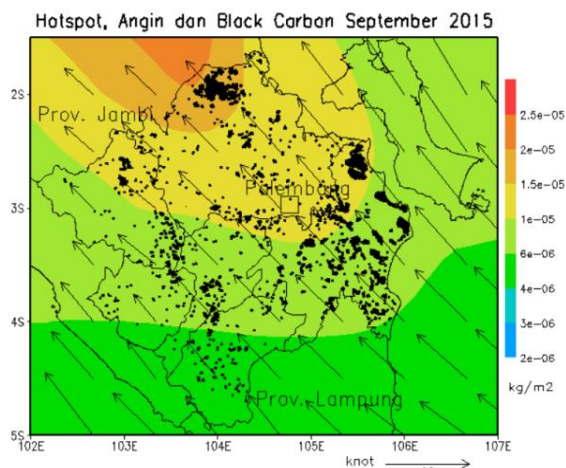 Hotspot, Angin dan Black Carbon September 2015
2S
Prov. Jambi
2.5e-05
2e-05
1.5e-05
Palembang
3S
1e-05
6e-06
4e-06
4S
3e-06
2e-06
kg/m2
Prov. Lampung
5S
102E 103E 104E 105E 106E 107E
knot